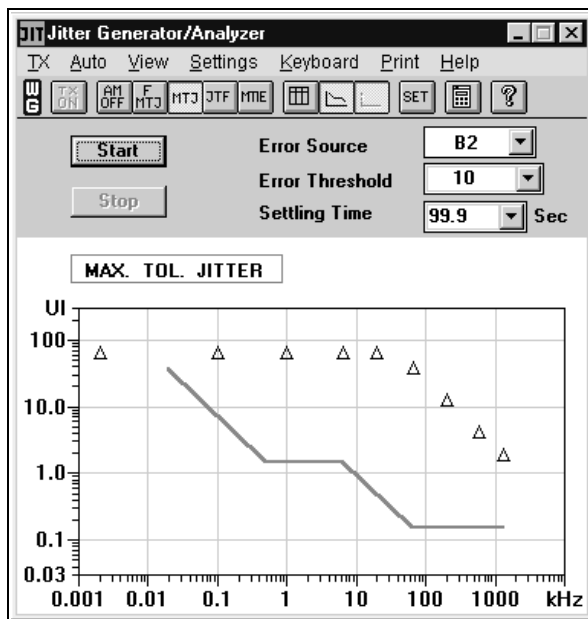 JIT Jitter Generator/Analyzer
TX Auto View Settings Keyboard Print Help
WG TX ON AM OFF F MTJ MTJ JTF MTIE SET ?
Start
Error Source B2
Error Threshold 10
Stop
Settling Time 99.9 Sec
MAX. TOL. JITTER
UI
100
10.0
1.0
0.1
0.03
0.001 0.01 0.1 1 10 100 1000 kHz